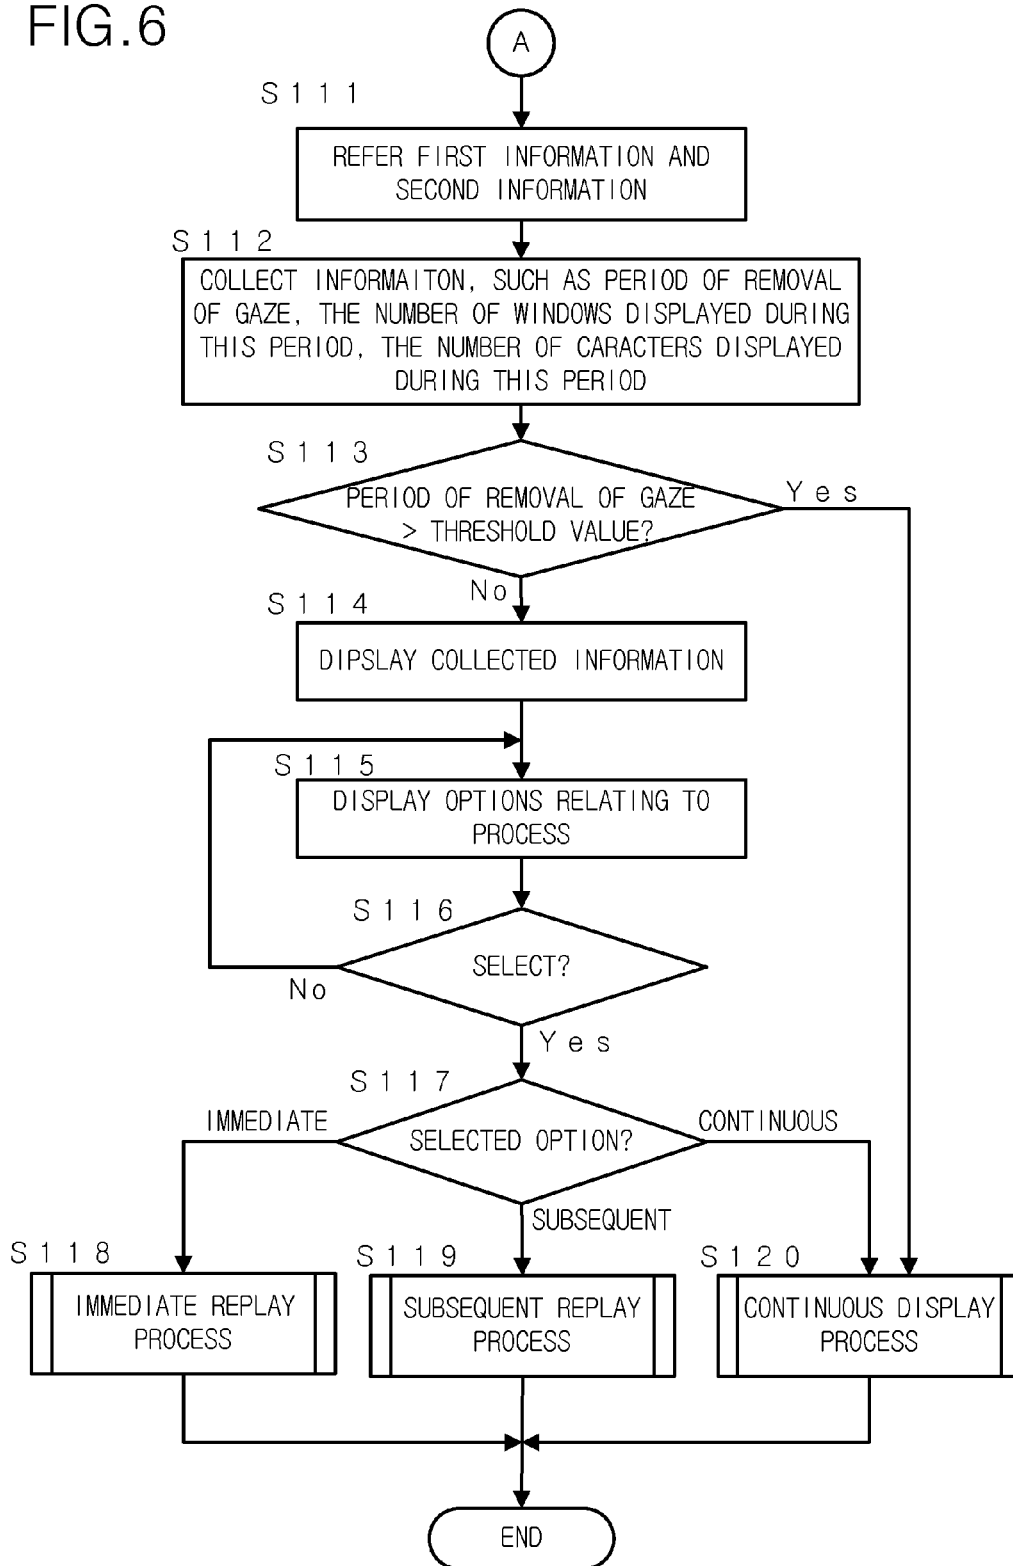 FIG.6
A
S111
REFER FIRST INFORMATION AND
SECOND INFORMATION
S112
COLLECT INFORMAITON, SUCH AS PERIOD OF REMOVAL
OF GAZE, THE NUMBER OF WINDOWS DISPLAYED DURING
THIS PERIOD, THE NUMBER OF CARACTERS DISPLAYED
DURING THIS PERIOD
S113
PERIOD OF REMOVAL OF GAZE
> THRESHOLD VALUE?
Yes
No
S114
DIPSLAY COLLECTED INFORMATION
S115
DISPLAY OPTIONS RELATING TO
PROCESS
S116
SELECT?
No
Yes
S117
IMMEDIATE
SELECTED OPTION?
CONTINUOUS
SUBSEQUENT
S118
IMMEDIATE REPLAY
PROCESS
S119
SUBSEQUENT REPLAY
PROCESS
S120
CONTINUOUS DISPLAY
PROCESS
END